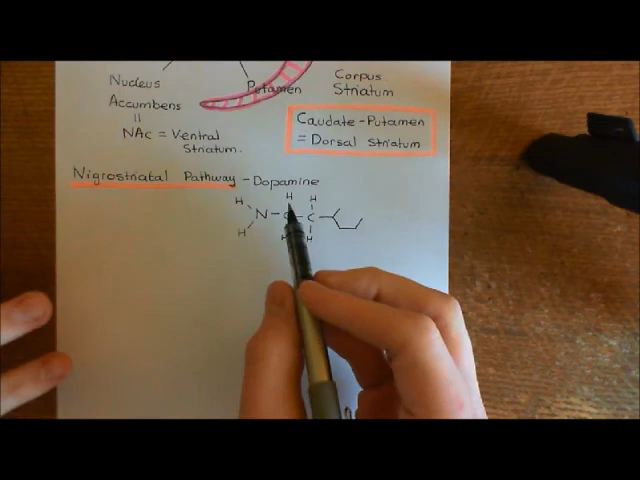 Nucleus
Accumbens
=
NAc = Ventral
Striatum.
Putamen
Corpus
Striatum
Caudate-Putamen
= Dorsal Striatum
Nigrostriatal Pathway - Dopamine
H H H
N - C - C
H H H